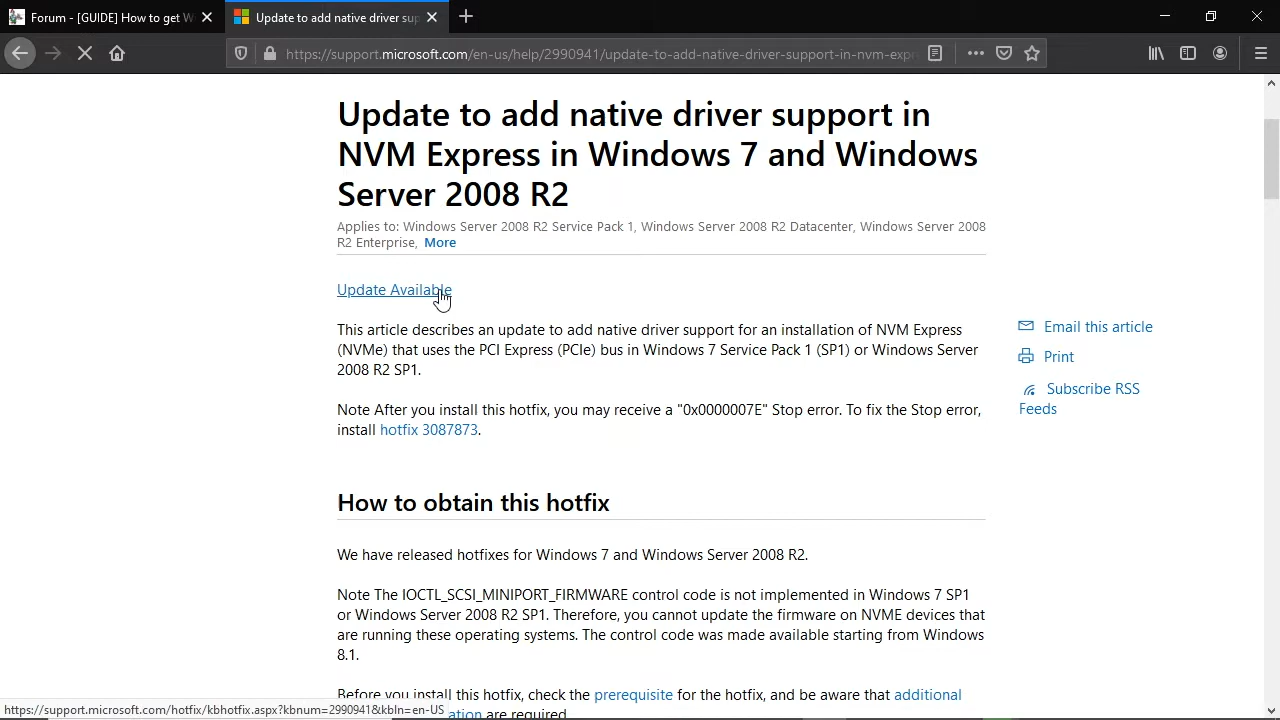 Forum - [GUIDE] How to get W
Update to add native driver sup
https://support.microsoft.com/en-us/help/2990941/update-to-add-native-driver-support-in-nvm-expr
Update to add native driver support in
NVM Express in Windows 7 and Windows
Server 2008 R2
Applies to: Windows Server 2008 R2 Service Pack 1, Windows Server 2008 R2 Datacenter, Windows Server 2008
R2 Enterprise, More
Update Available
This article describes an update to add native driver support for an installation of NVM Express
(NVMe) that uses the PCI Express (PCIe) bus in Windows 7 Service Pack 1 (SP1) or Windows Server
2008 R2 SP1.
Note After you install this hotfix, you may receive a "0x0000007E" Stop error. To fix the Stop error,
install hotfix 3087873.
Email this article
Print
Subscribe RSS
Feeds
How to obtain this hotfix
We have released hotfixes for Windows 7 and Windows Server 2008 R2.
Note The IOCTL_SCSI_MINIPORT_FIRMWARE control code is not implemented in Windows 7 SP1
or Windows Server 2008 R2 SP1. Therefore, you cannot update the firmware on NVME devices that
are running these operating systems. The control code was made available starting from Windows
8.1.
Before you install this hotfix, check the prerequisite for the hotfix, and be aware that additional
ation are required
https://support.microsoft.com/hotfix/kbhotfix.aspx?kbnum=2990941&kbln=en-US